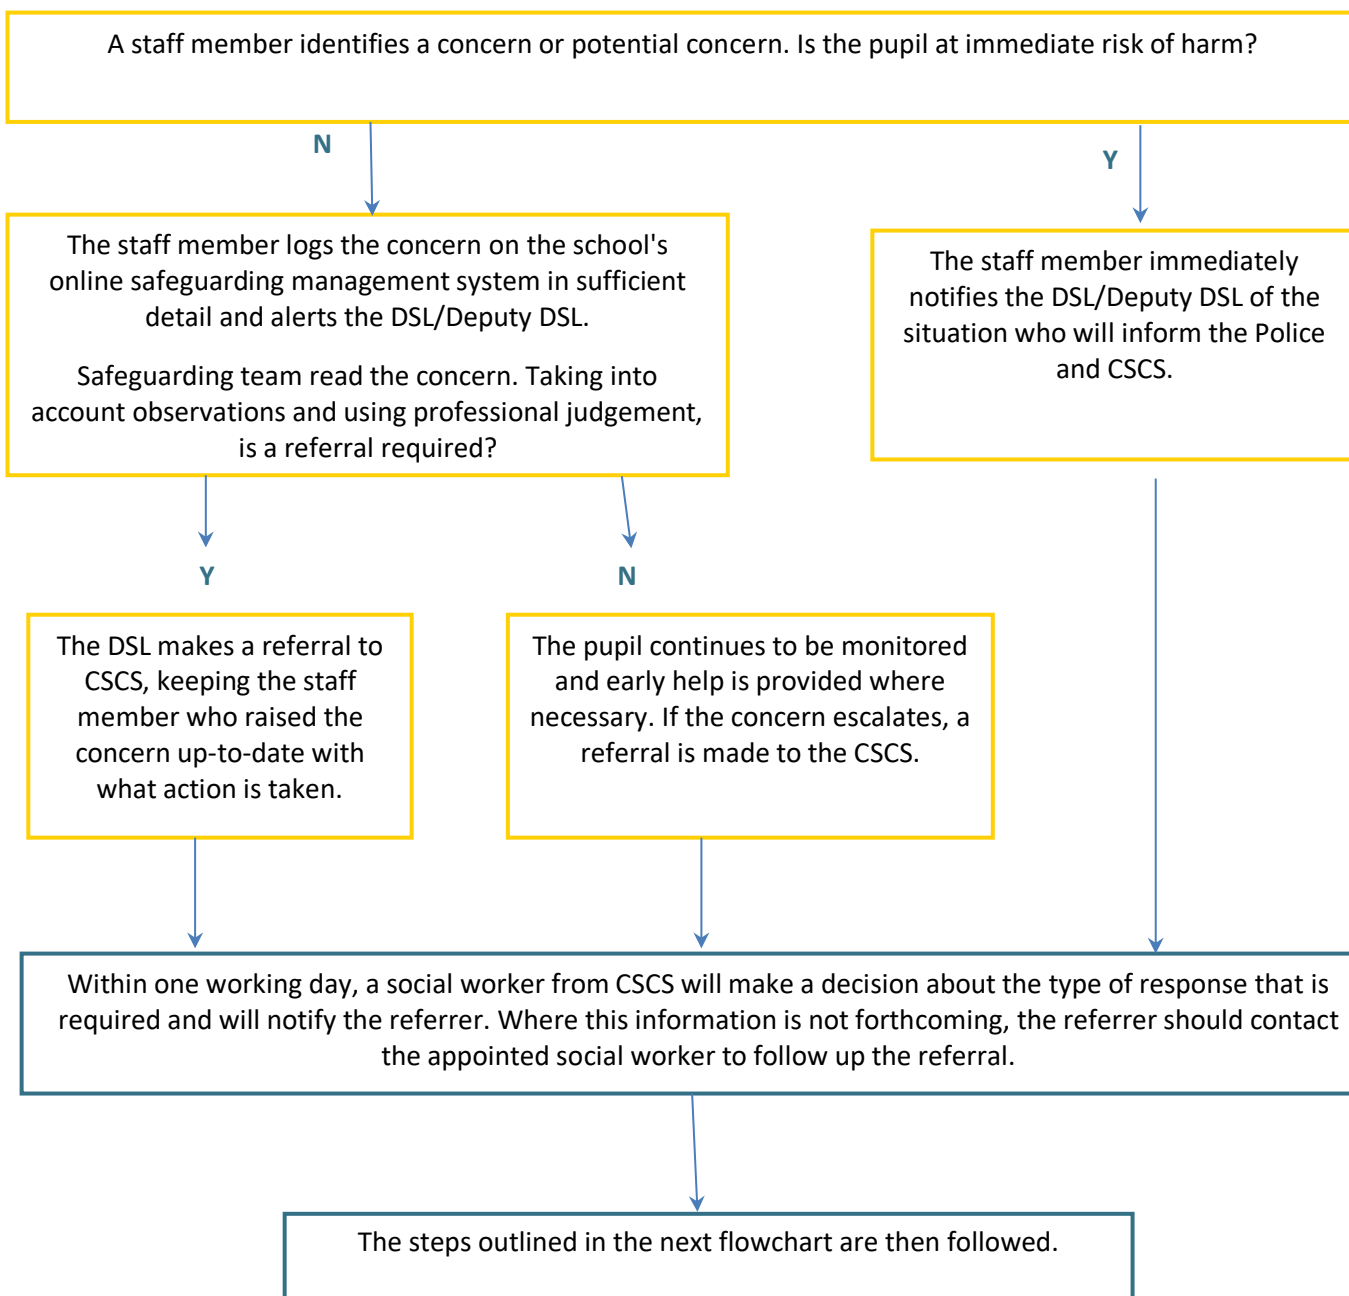 A staff member identifies a concern or potential concern. Is the pupil at immediate risk of harm?
N
Y
The staff member logs the concern on the school's
online safeguarding management system in sufficient
detail and alerts the DSL/Deputy DSL.
Safeguarding team read the concern. Taking into
account observations and using professional judgement,
is a referral required?
The staff member immediately
notifies the DSL/Deputy DSL of the
situation who will inform the Police
and CSCS.
Y
N
The DSL makes a referral to
CSCS, keeping the staff
member who raised the
concern up-to-date with
what action is taken.
The pupil continues to be monitored
and early help is provided where
necessary. If the concern escalates, a
referral is made to the CSCS.
Within one working day, a social worker from CSCS will make a decision about the type of response that is
required and will notify the referrer. Where this information is not forthcoming, the referrer should contact
the appointed social worker to follow up the referral.
The steps outlined in the next flowchart are then followed.